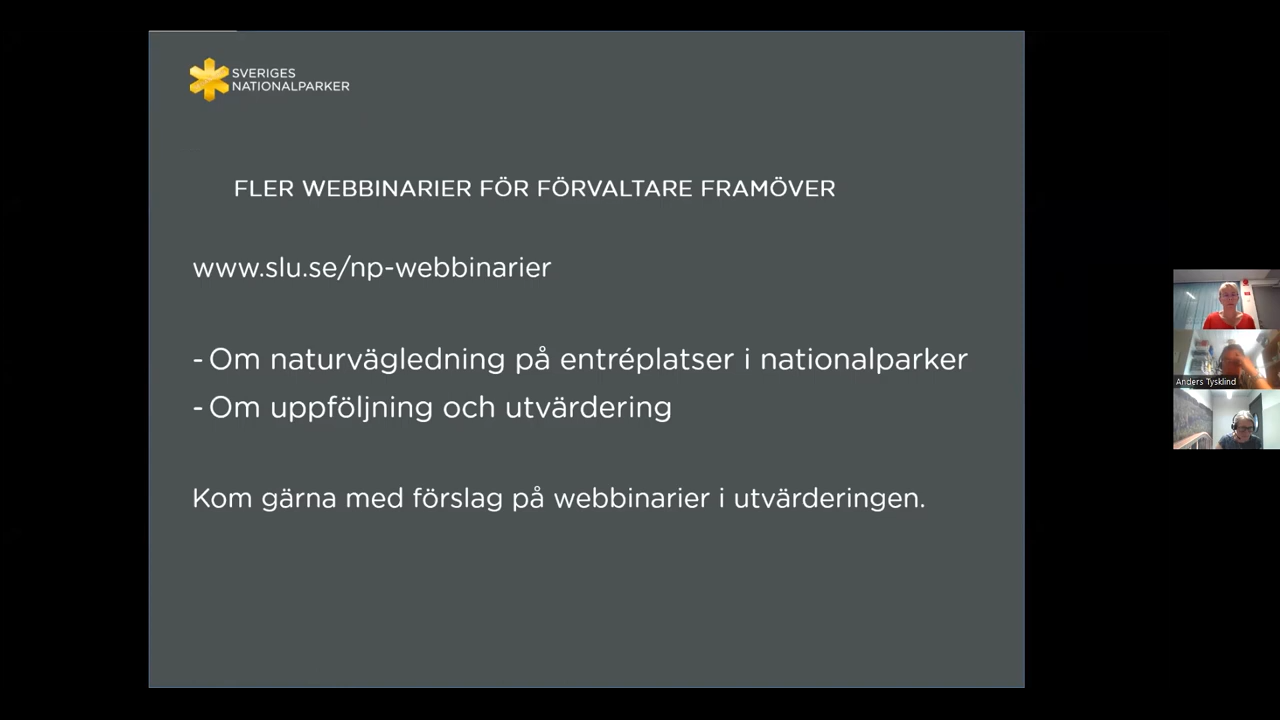 SVERIGES
NATIONALPARKER
FLER WEBBINARIER FÖR FÖRVALTARE FRAMÖVER
www.slu.se/np-webbinarier
- Om naturvägledning på entréplatser i nationalparker
- Om uppföljning och utvärdering
Kom gärna med förslag på webbinarier i utvärderingen.
Anders Tysklind